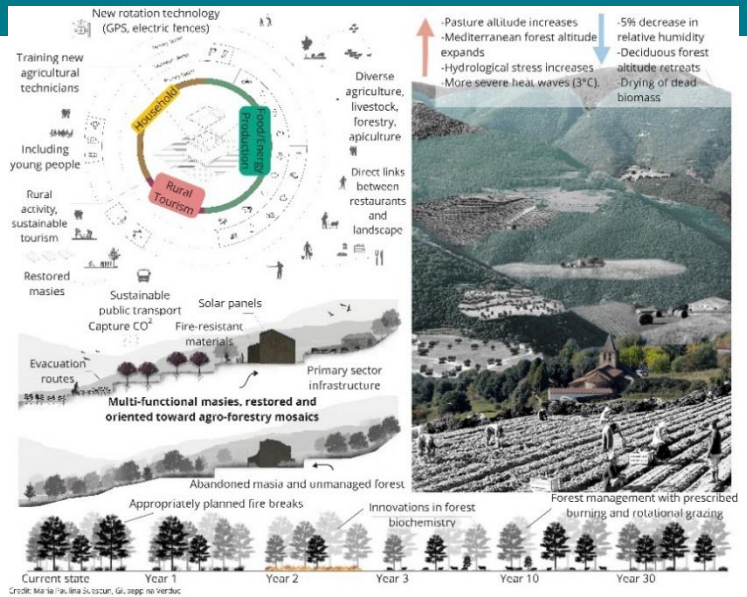 New rotation technology
(GPS, electric fences)
Training new
agricultural
technicians
Including
young people
Rural
activity,
sustainable
tourism
Restored
masies
Sustainable
public transport
Capture CO²
Household
Food/Energy
Production
Rural
Tourism
Diverse
agriculture,
livestock,
forestry,
apiculture
Direct links
between
restaurants
and
landscape
-Pasture altitude increases
-Mediterranean forest altitude
expands
-Hydrological stress increases
-More severe heat waves (3°C).
-5% decrease in
relative humidity
-Deciduous forest
altitude retreats
-Drying of dead
biomass
Solar panels
Fire-resistant
materials
Evacuation
routes
Primary sector
infrastructure
Multi-functional masies, restored and
oriented toward agro-forestry mosaics
Abandoned masia and unmanaged forest
Appropriately planned fire breaks
Innovations in forest
biochemistry
Forest management with prescribed
burning and rotational grazing
Current state
Year 1
Year 2
Year 3
Year 10
Year 30
Credit: Maria Paulina